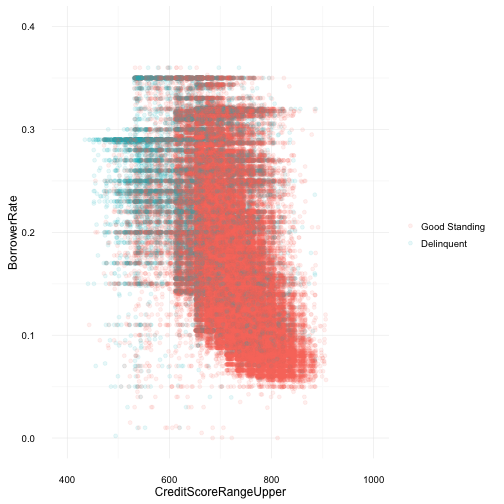 0.4
0.3
0.2
0.1
0.0
BorrowerRate
400 600 800 1000
CreditScoreRangeUpper
Good Standing
Delinquent